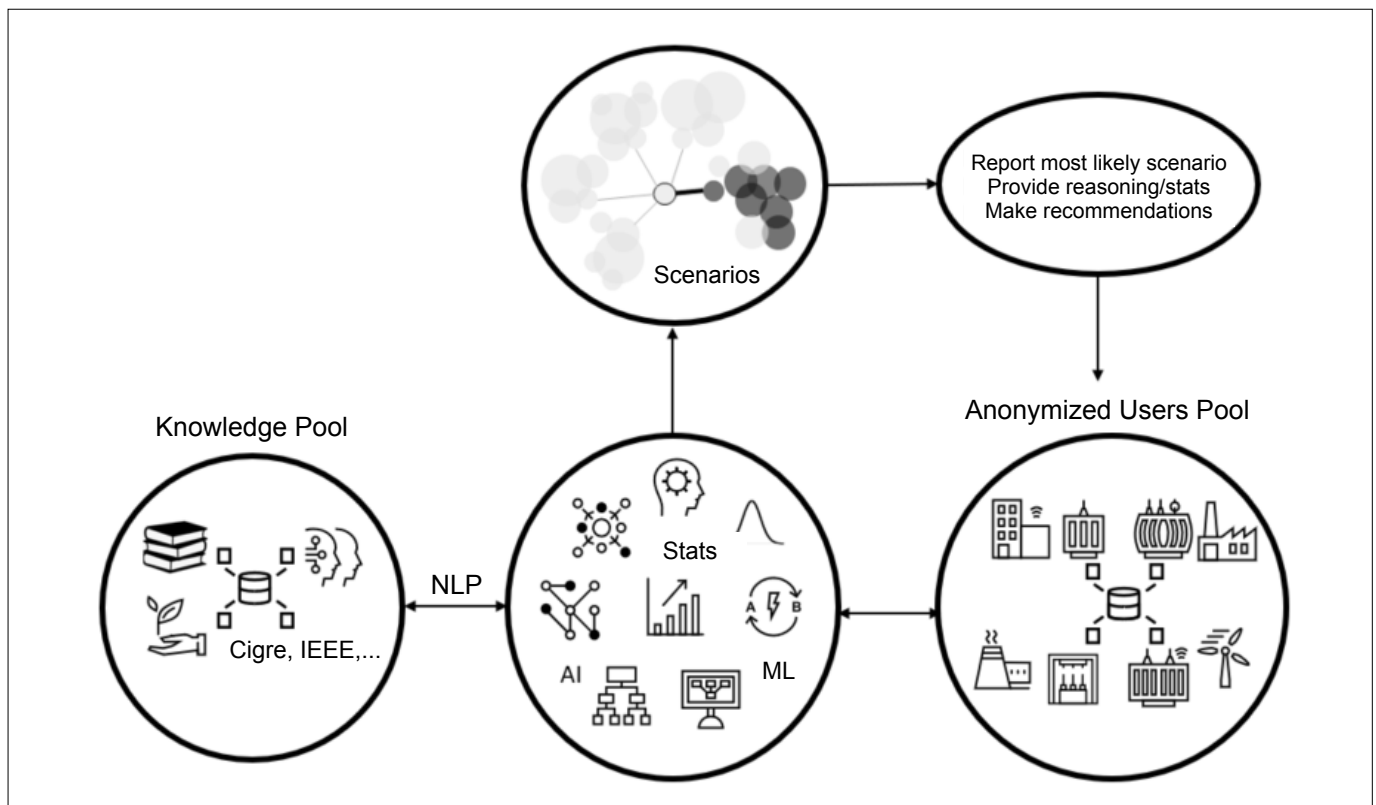 Report most likely scenario
Provide reasoning/stats
Make recommendations
Scenarios
Knowledge Pool
Anonymized Users Pool
Stats
NLP
A
B
Cigre, IEEE,...
AI
ML